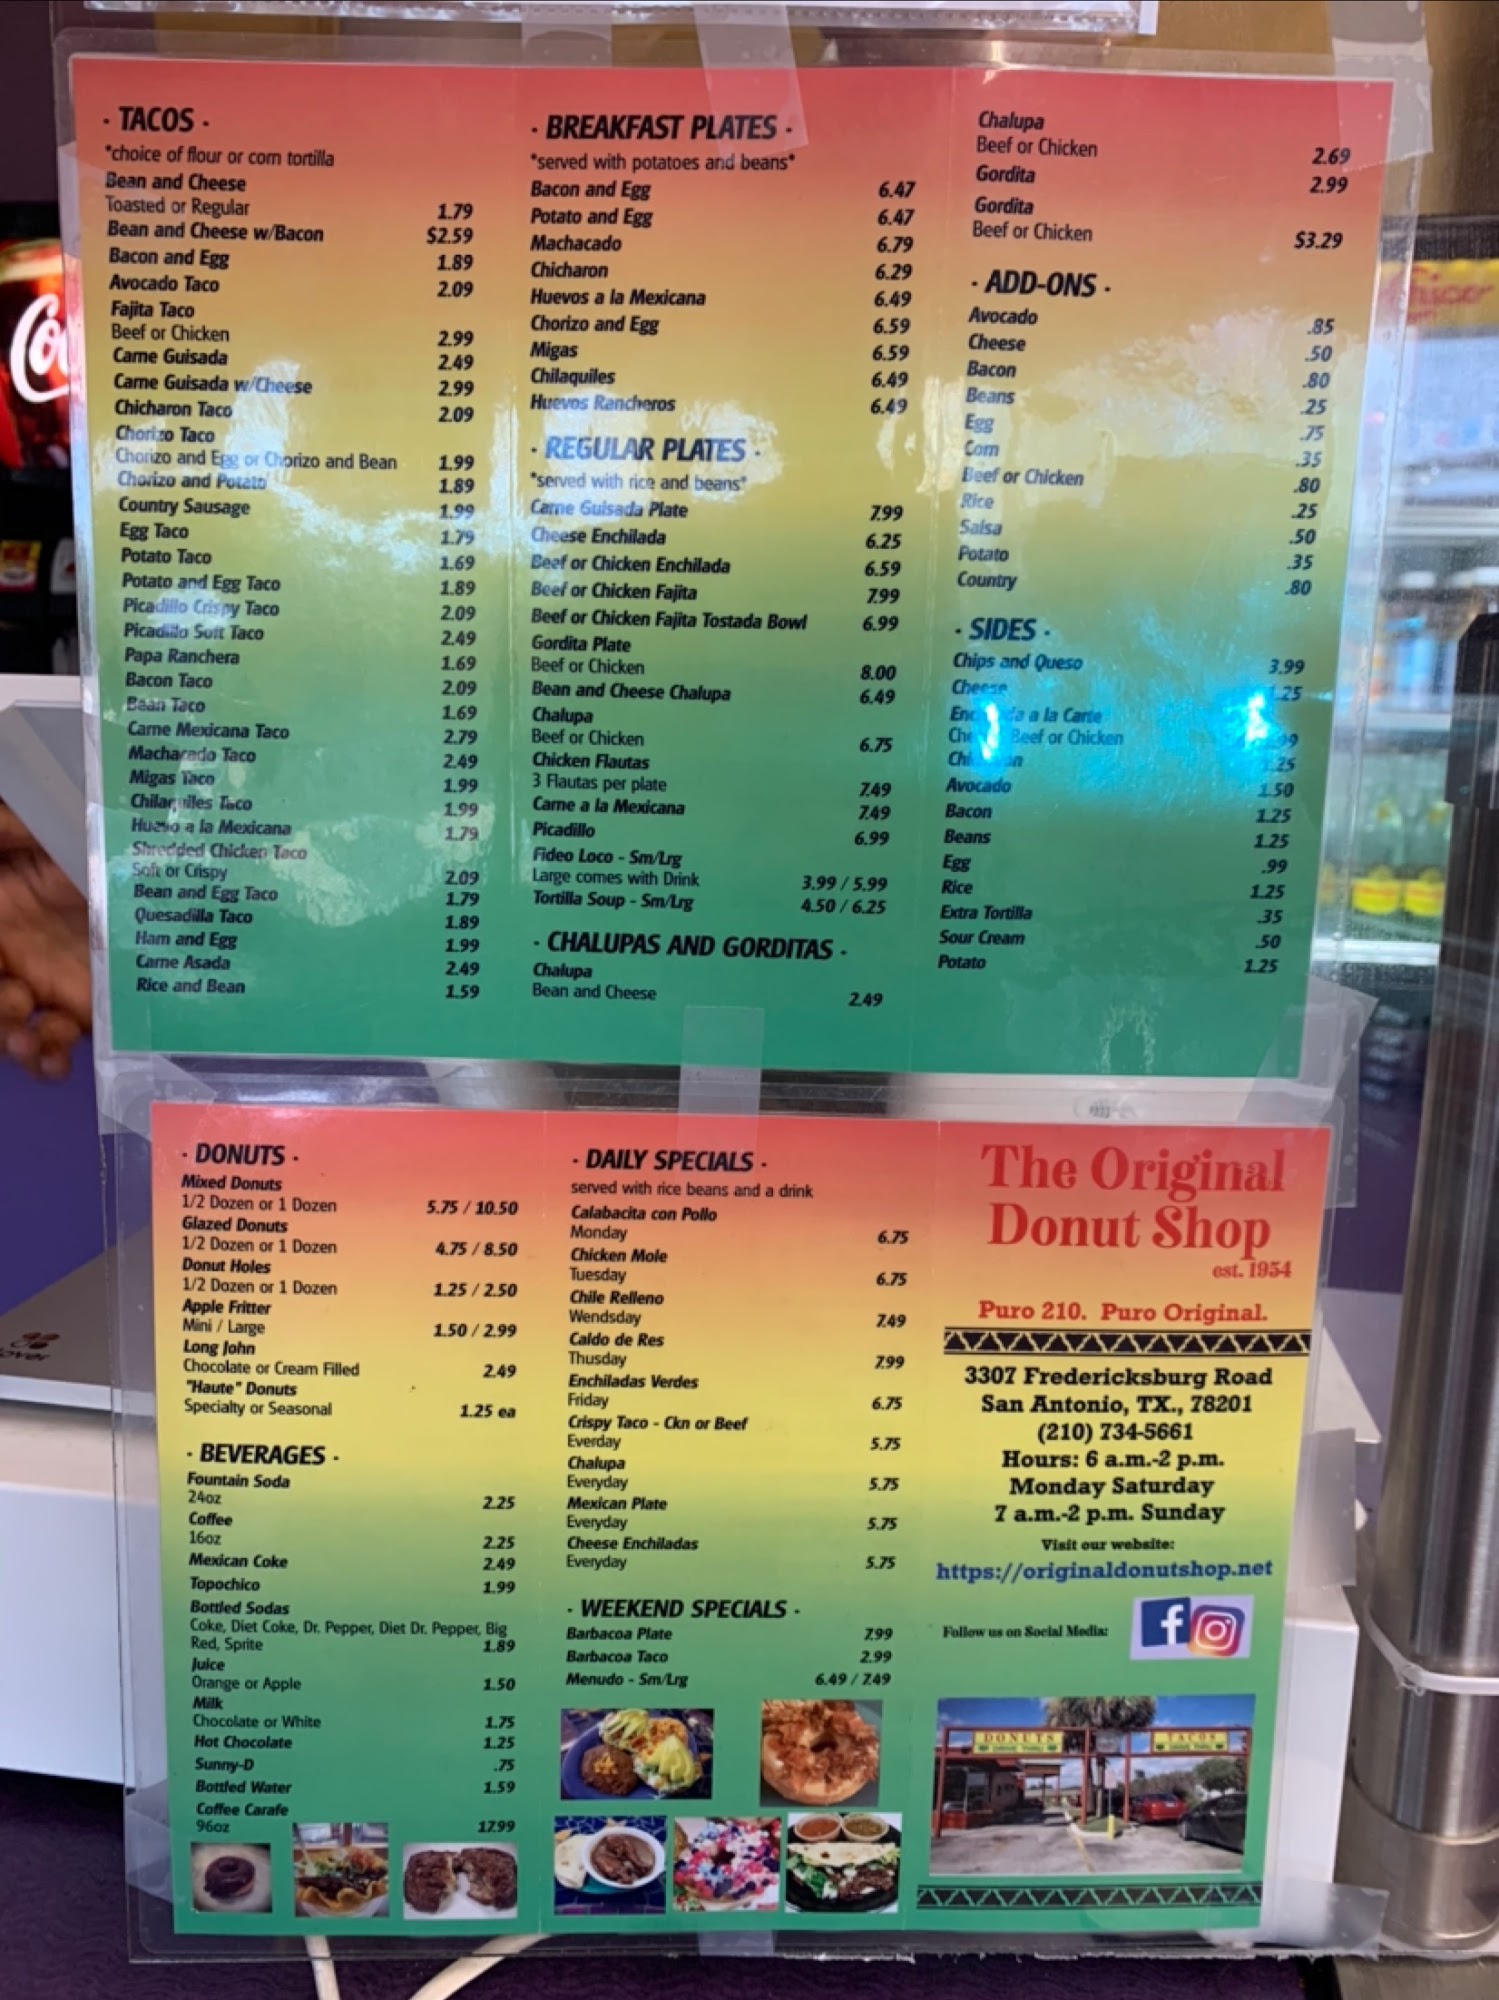 · TACOS ·
*choice of flour or corn tortilla
Bean and Cheese
Toasted or Regular 1.79
Bean and Cheese w/Bacon $2.59
Bacon and Egg 1.89
Avocado Taco 2.09
Fajita Taco
Beef or Chicken 2.99
Carne Guisada 2.49
Carne Guisada w/Cheese 2.99
Chicharon Taco 2.09
Chorizo Taco
Chorizo and Egg or Chorizo and Bean 1.99
Chorizo and Potato 1.89
Country Sausage 1.99
Egg Taco 1.79
Potato Taco 1.69
Potato and Egg Taco 1.89
Picadillo Crispy Taco 2.09
Picadillo Soft Taco 2.49
Papa Ranchera 1.69
Bacon Taco 2.09
Bean Taco 1.69
Carne Mexicana Taco 2.79
Machacado Taco 2.49
Migas Taco 1.99
Chilaquiles Taco 1.99
Huevo a la Mexicana 1.79
Shredded Chicken Taco
Soft or Crispy 2.09
Bean and Egg Taco 1.79
Quesadilla Taco 1.89
Ham and Egg 1.99
Carne Asada 2.49
Rice and Bean 1.59
· BREAKFAST PLATES ·
*served with potatoes and beans*
Bacon and Egg 6.47
Potato and Egg 6.47
Machacado 6.79
Chicharon 6.29
Huevos a la Mexicana 6.49
Chorizo and Egg 6.59
Migas 6.59
Chilaquiles 6.49
Huevos Rancheros 6.49
· REGULAR PLATES ·
*served with rice and beans*
Carne Guisada Plate 7.99
Cheese Enchilada 6.25
Beef or Chicken Enchilada 6.59
Beef or Chicken Fajita 7.99
Beef or Chicken Fajita Tostada Bowl 6.99
Gordita Plate
Beef or Chicken 8.00
Bean and Cheese Chalupa 6.49
Chalupa
Beef or Chicken 6.75
Chicken Flautas
3 Flautas per plate 7.49
Carne a la Mexicana 7.49
Picadillo 6.99
Fideo Loco - Sm/Lrg
Large comes with Drink 3.99 / 5.99
Tortilla Soup - Sm/Lrg 4.50 / 6.25
· CHALUPAS AND GORDITAS ·
Chalupa
Bean and Cheese 2.49
Chalupa
Beef or Chicken 2.69
Gordita 2.99
Gordita
Beef or Chicken $3.29
· ADD-ONS ·
Avocado .85
Cheese .50
Bacon .80
Beans .25
Egg .75
Corn .35
Beef or Chicken .80
Rice .25
Salsa .50
Potato .35
Country .80
· SIDES ·
Chips and Queso 3.99
Cheese 1.25
a la Carte
Beef or Chicken
Avocado 1.50
Bacon 1.25
Beans 1.25
Egg .99
Rice 1.25
Extra Tortilla .35
Sour Cream .50
Potato 1.25
· DONUTS ·
Mixed Donuts
1/2 Dozen or 1 Dozen 5.75 / 10.50
Glazed Donuts
1/2 Dozen or 1 Dozen 4.75 / 8.50
Donut Holes
1/2 Dozen or 1 Dozen 1.25 / 2.50
Apple Fritter
Mini / Large 1.50 / 2.99
Long John
Chocolate or Cream Filled 2.49
"Haute" Donuts
Specialty or Seasonal 1.25 ea
· BEVERAGES ·
Fountain Soda
24oz 2.25
Coffee
16oz 2.25
Mexican Coke 2.49
Topochico 1.99
Bottled Sodas
Coke, Diet Coke, Dr. Pepper, Diet Dr. Pepper, Big
Red, Sprite 1.89
Juice
Orange or Apple 1.50
Milk
Chocolate or White 1.75
Hot Chocolate 1.25
Sunny-D .75
Bottled Water 1.59
Coffee Carafe
96oz 17.99
· DAILY SPECIALS ·
served with rice beans and a drink
Calabacita con Pollo
Monday 6.75
Chicken Mole
Tuesday 6.75
Chile Relleno
Wendsday 7.49
Caldo de Res
Thusday 7.99
Enchiladas Verdes
Friday 6.75
Crispy Taco - Ckn or Beef
Everday 5.75
Chalupa
Everyday 5.75
Mexican Plate
Everyday 5.75
Cheese Enchiladas
Everyday 5.75
· WEEKEND SPECIALS ·
Barbacoa Plate 7.99
Barbacoa Taco 2.99
Menudo - Sm/Lrg 6.49 / 7.49
The Original
Donut Shop
est. 1954
Puro 210. Puro Original.
3307 Fredericksburg Road
San Antonio, TX., 78201
(210) 734-5661
Hours: 6 a.m.-2 p.m.
Monday Saturday
7 a.m.-2 p.m. Sunday
Visit our website:
https://originaldonutshop.net
Follow us on Social Media:
DONUTS
TACOS